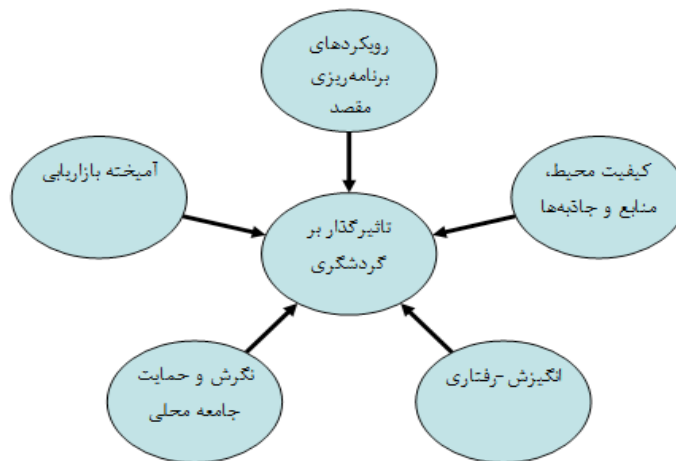 رویکردهای
برنامه‌ریزی
مقصد
کیفیت محیط،
منابع و جاذبه‌ها
آمیخته بازاریابی
تاثیرگذار بر
گردشگری
انگیزش-رفتاری
نگرش و حمایت
جامعه محلی